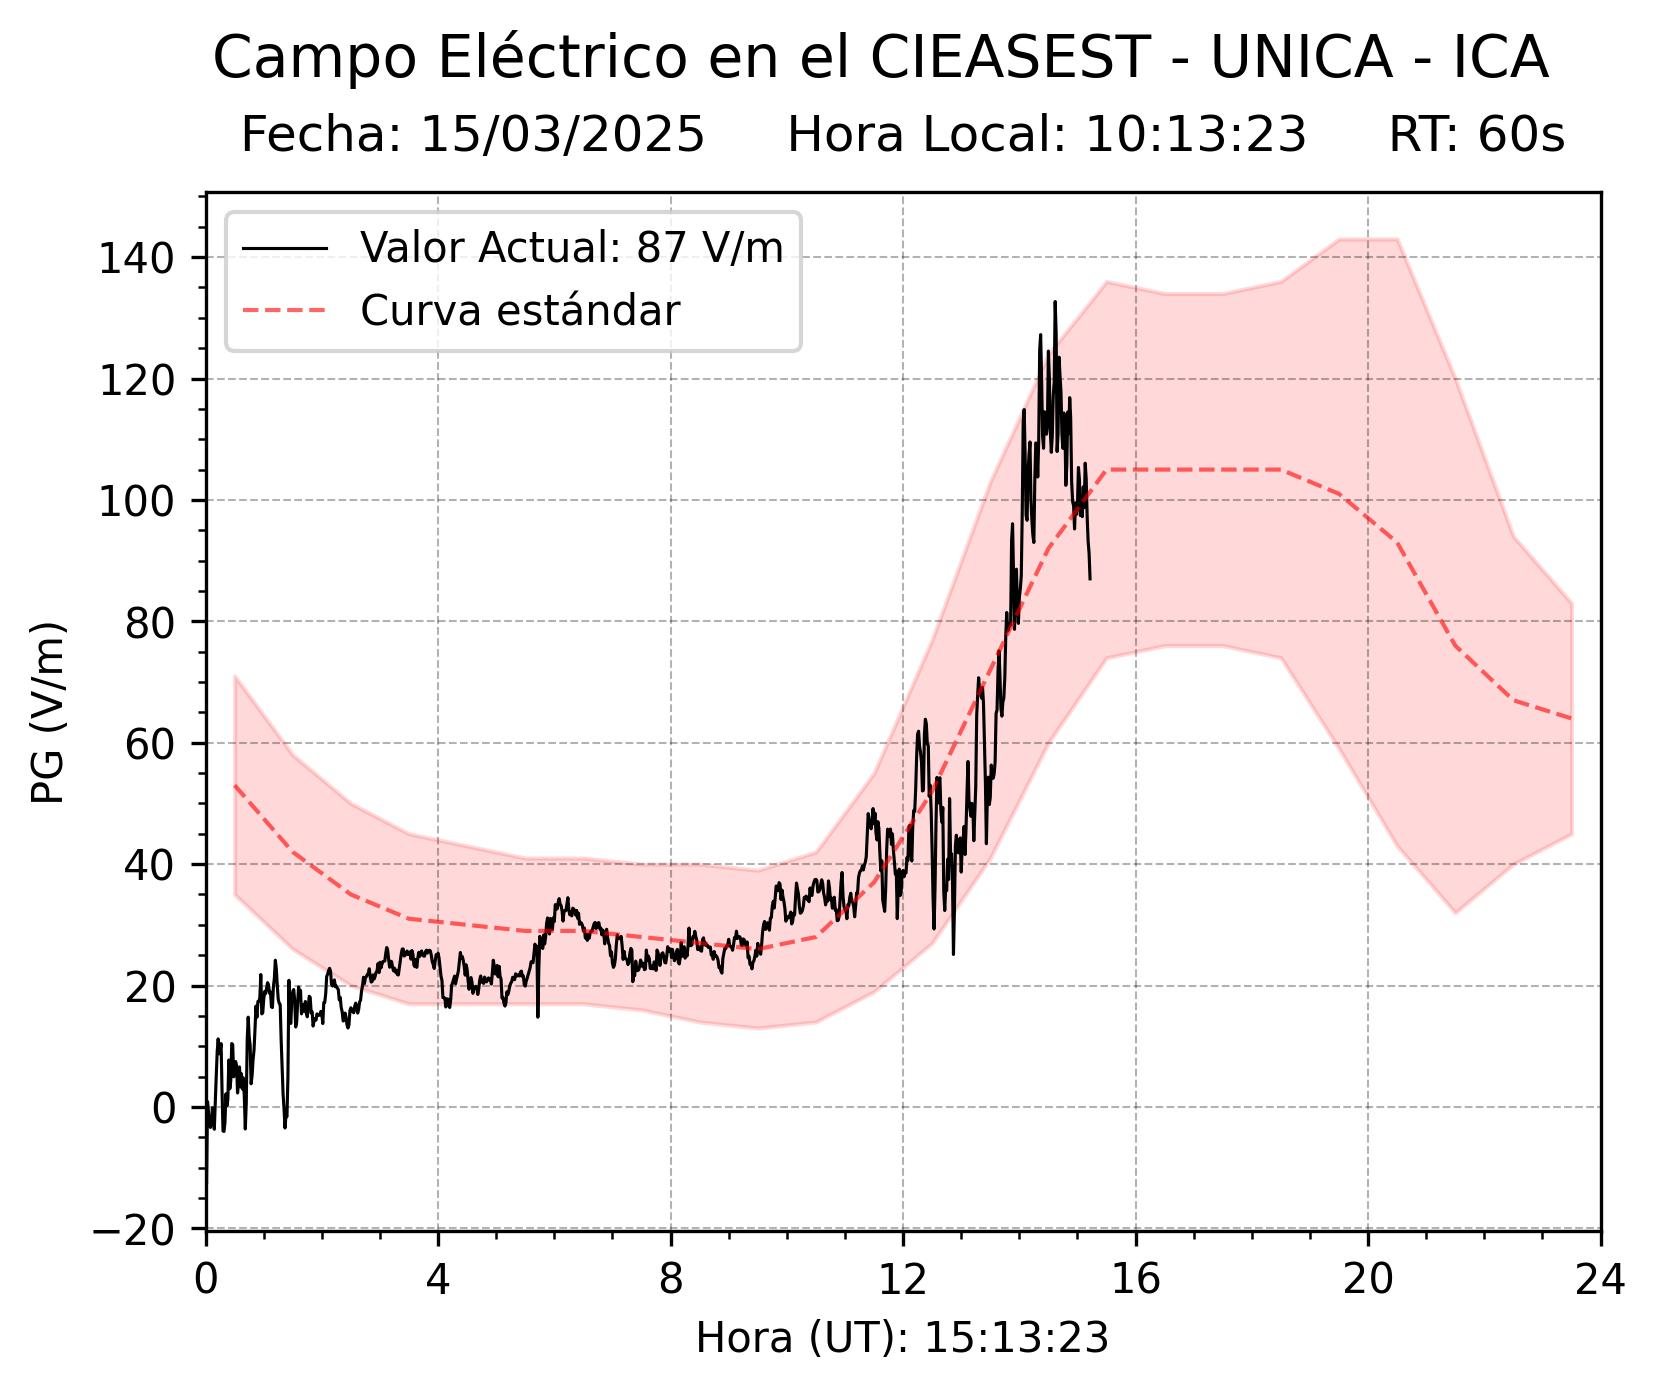 Campo Eléctrico en el CIEASEST - UNICA - ICA
Fecha: 15/03/2025 Hora Local: 10:13:23 RT: 60s
Valor Actual: 87 V/m
Curva estándar
140
120
100
80
60
40
20
0
−20
PG (V/m)
0 4 8 12 16 20 24
Hora (UT): 15:13:23